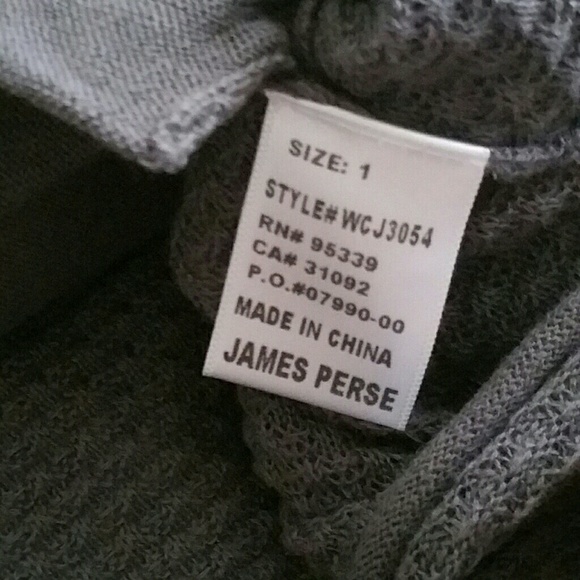 SIZE: 1
STYLE# WCJ3054
RN# 95339
CA# 31092
P.O.#07990-00
MADE IN CHINA
JAMES PERSE